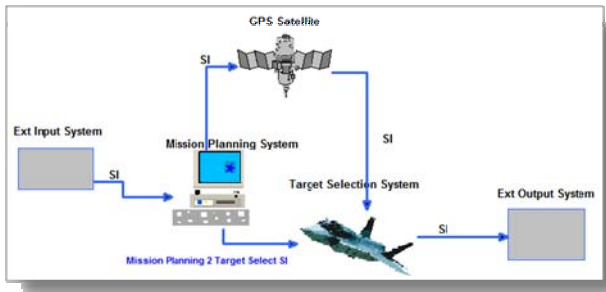 GPS Satellite
SI
Ext Input System
Mission Planning System
SI
SI
Target Selection System
Ext Output System
SI
Mission Planning 2 Target Select SI